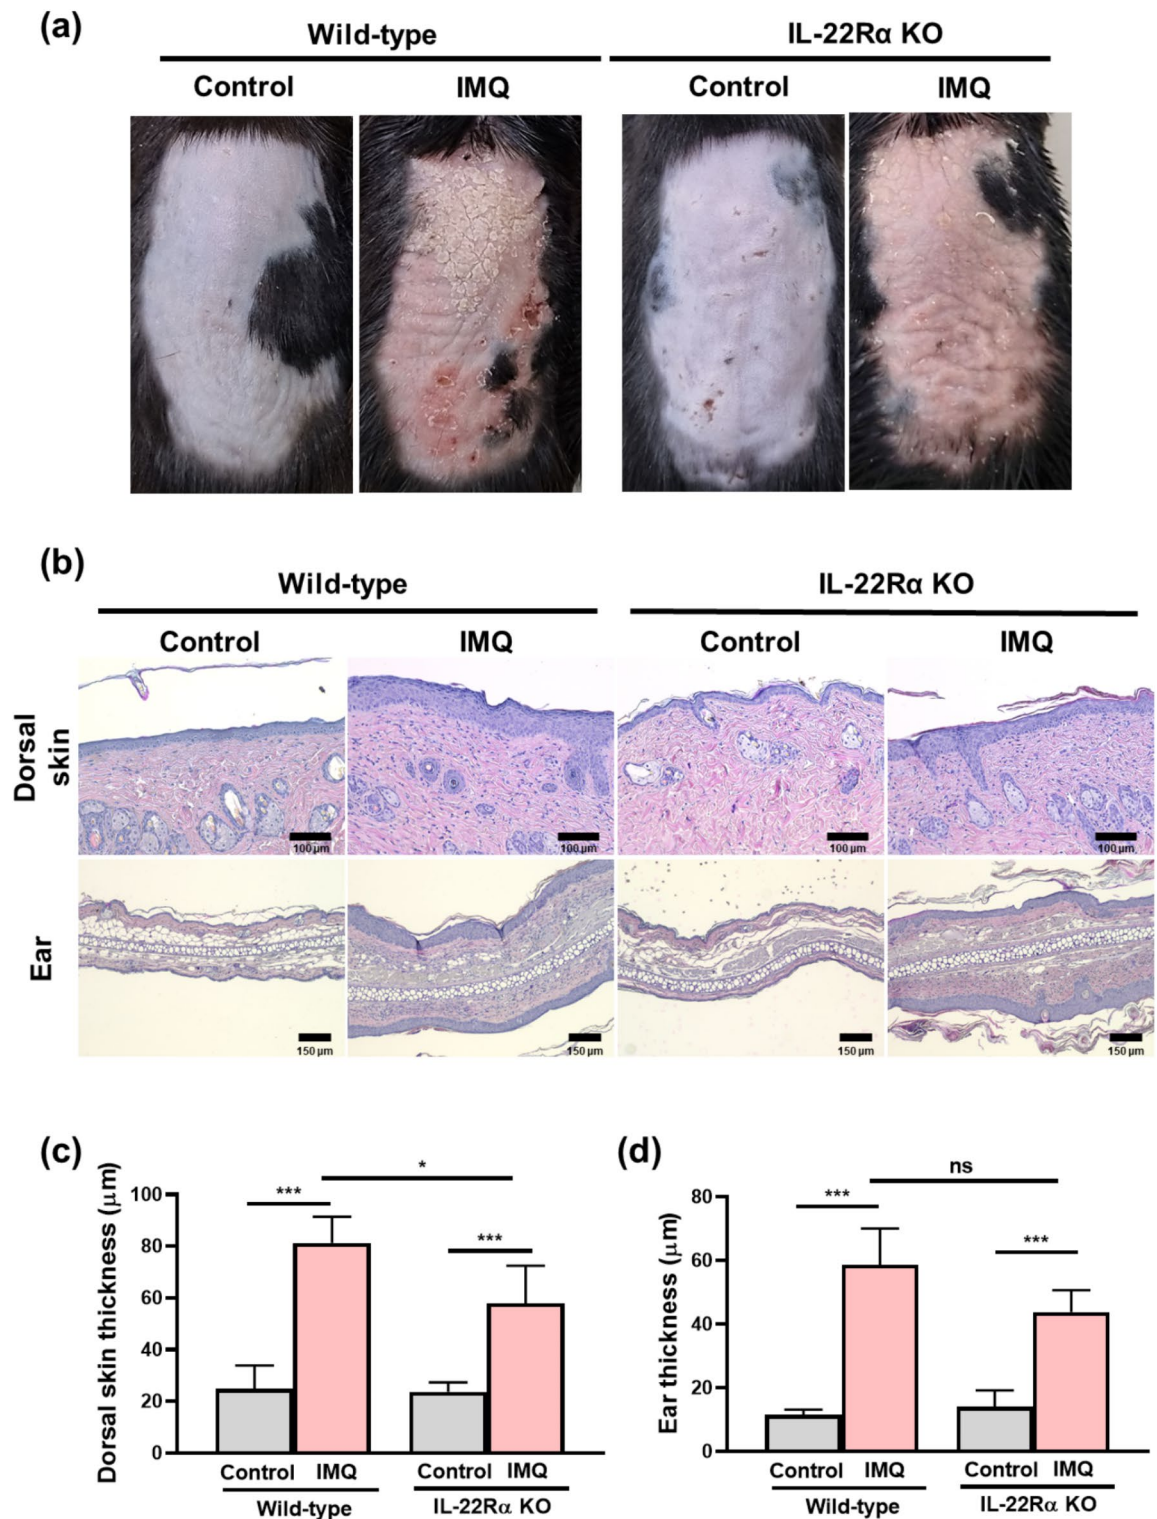 (a)
Wild-type IL-22Rα KO
Control IMQ Control IMQ
(b)
Wild-type IL-22Rα KO
Control IMQ Control IMQ
Dorsal
skin
100 μm 100 μm 100 μm 100 μm
Ear
150 μm 150 μm 150 μm 150 μm
(c)
Dorsal skin thickness (μm)
100
80
60
40
20
0
***
*
***
Control IMQ Control IMQ
Wild-type IL-22Rα KO
(d)
Ear thickness (μm)
80
60
40
20
0
***
ns
***
Control IMQ Control IMQ
Wild-type IL-22Rα KO